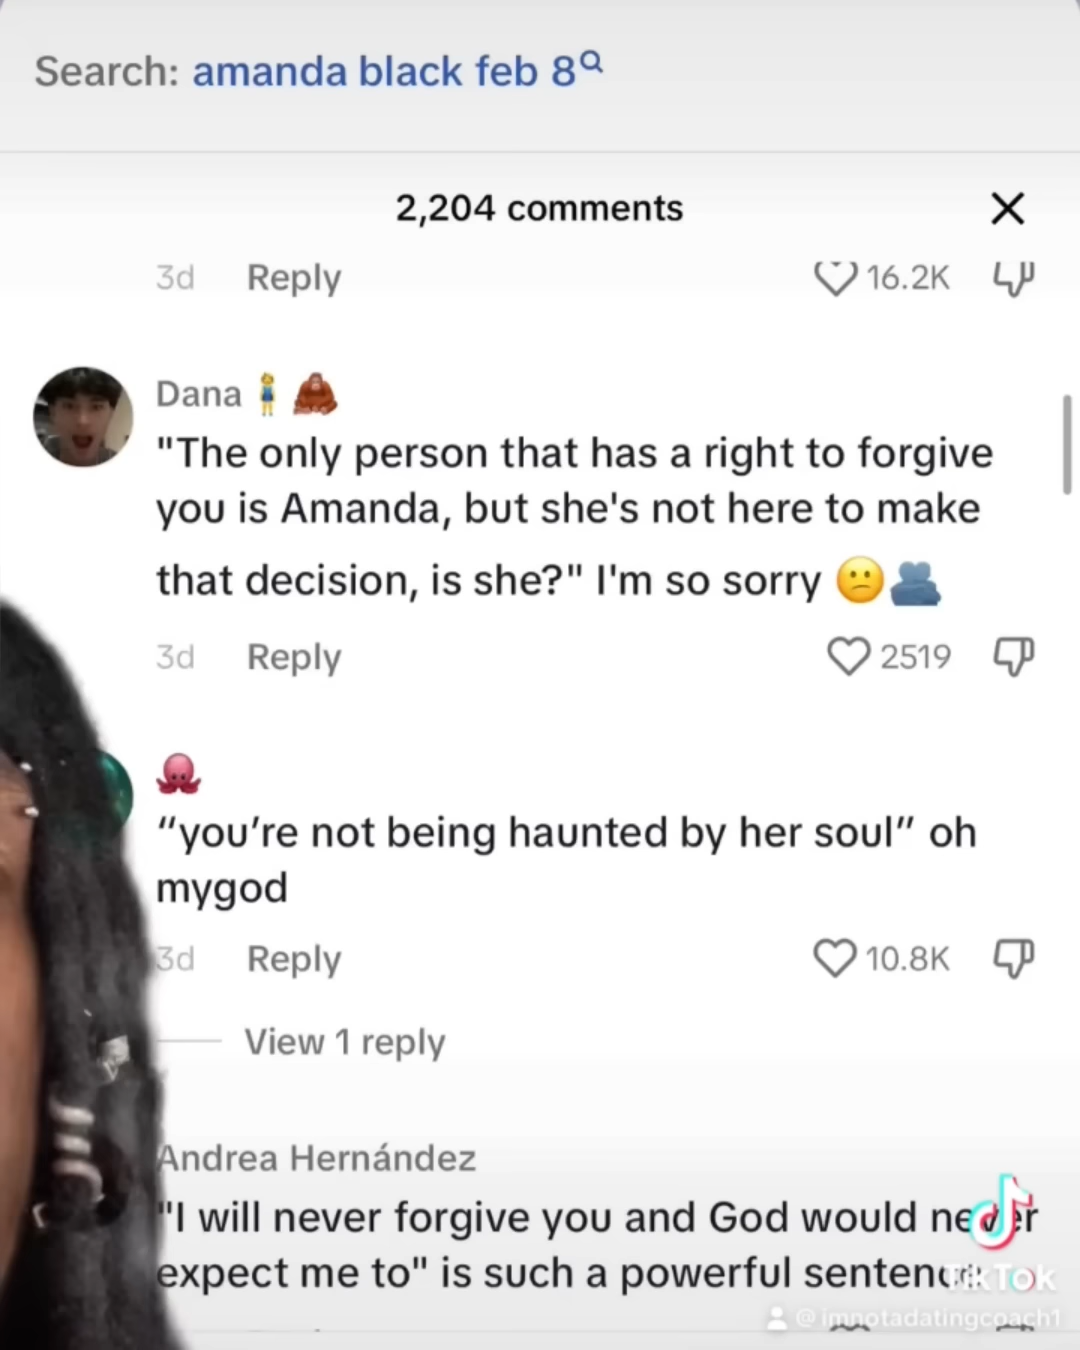 Search: amanda black feb 8
2,204 comments
3d Reply 16.2K
Dana
"The only person that has a right to forgive
you is Amanda, but she's not here to make
that decision, is she?" I'm so sorry
3d Reply 2519
“you’re not being haunted by her soul” oh
mygod
3d Reply 10.8K
View 1 reply
Andrea Hernández
"I will never forgive you and God would never
expect me to" is such a powerful sentence
TikTok
@imnotadatingcoach1